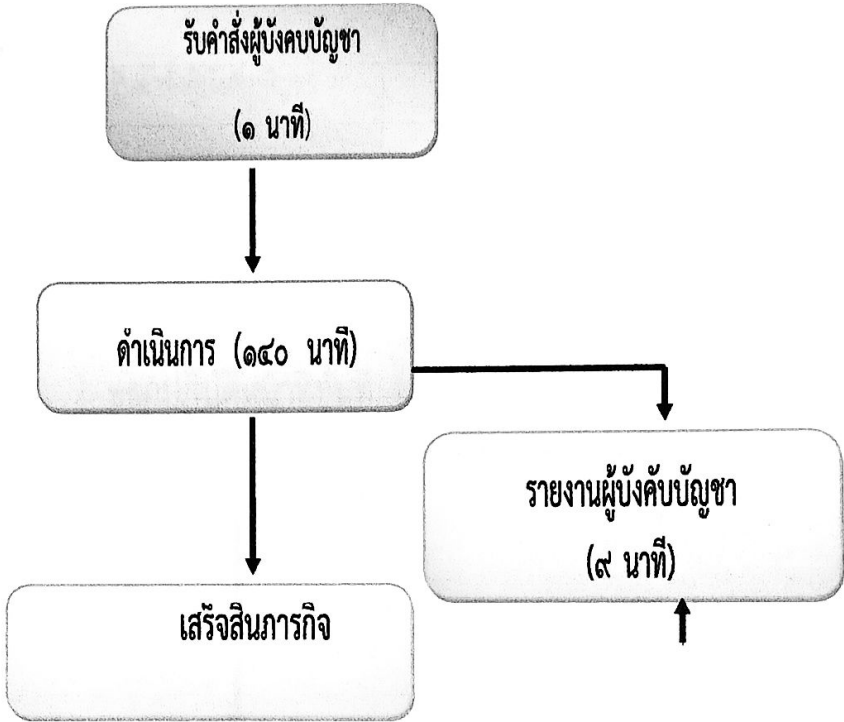 รับคำสั่งผู้บังคบบัญชา
(๑ นาที)
ดำเนินการ (๑๔๐ นาที)
รายงานผู้บังคับบัญชา
(๙ นาที)
เสร็จสินภารกิจ